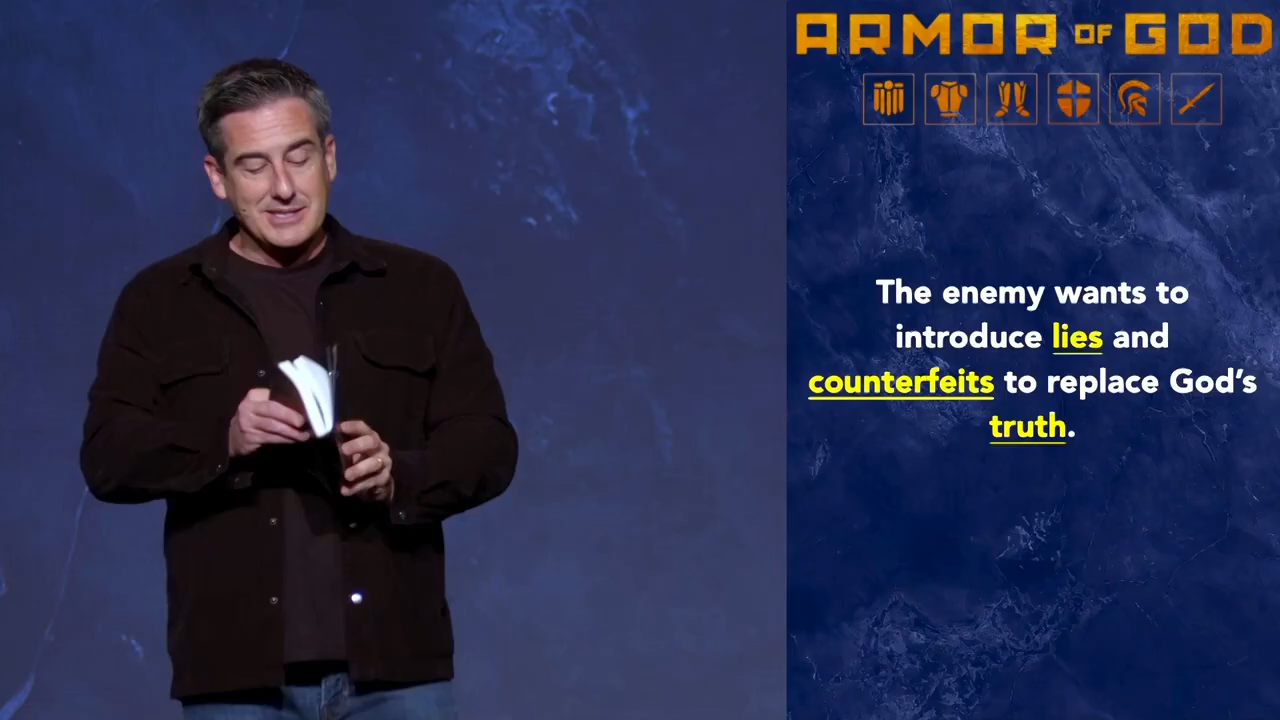 ARMOR OF GOD
The enemy wants to
introduce lies and
counterfeits to replace God’s
truth.